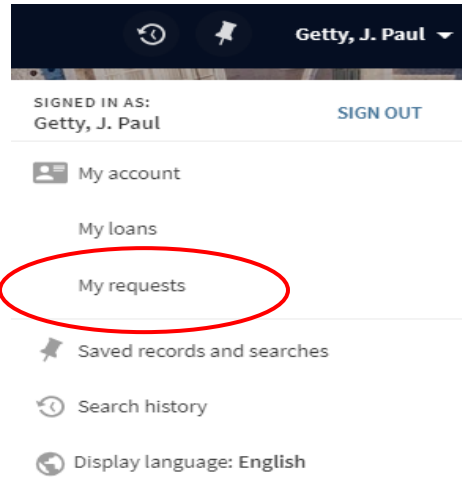 Getty, J. Paul
SIGNED IN AS:
Getty, J. Paul
SIGN OUT
My account
My loans
My requests
Saved records and searches
Search history
Display language: English